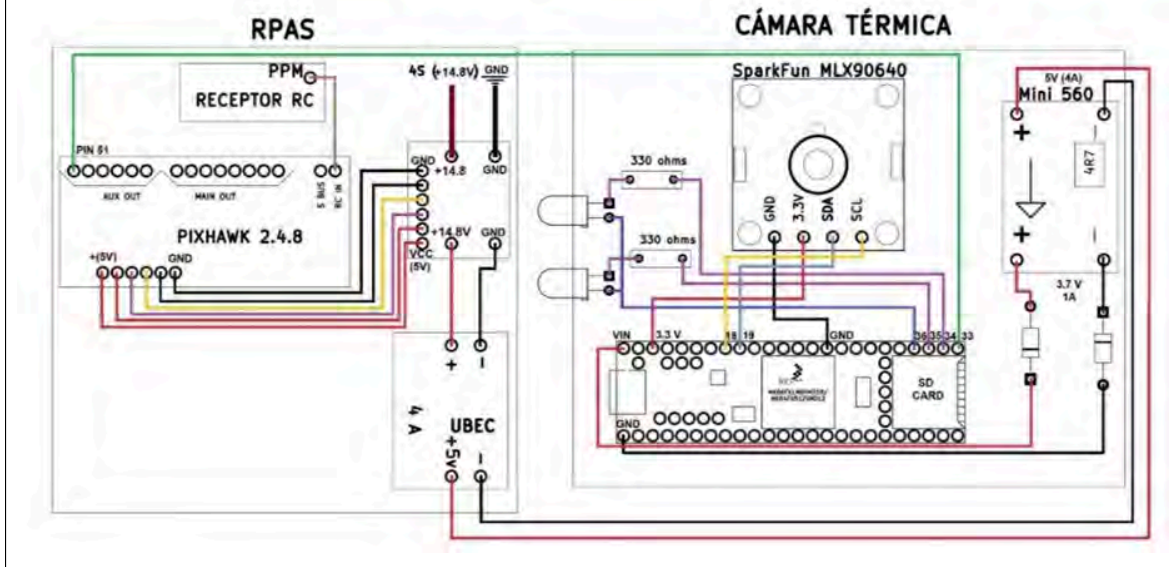 RPAS
CÁMARA TÉRMICA
PPM
RECEPTOR RC
4S (+14.8V)
GND
SparkFun MLX90640
5V (4A)
Mini 560
+
-
4R7
+
-
3.7 V
1A
PIN 51
AUX OUT
MAIN OUT
S BUS
RC IN
PIXHAWK 2.4.8
+(5V)
GND
GND
+14.8
GND
+14.8V
GND
VCC
(5V)
330 ohms
330 ohms
GND
3.3V
SDA
SCL
+
-
4 A
UBEC
+5v
-
VIN
3.3 V
18
19
GND
36
35
34
33
SD
CARD
GND